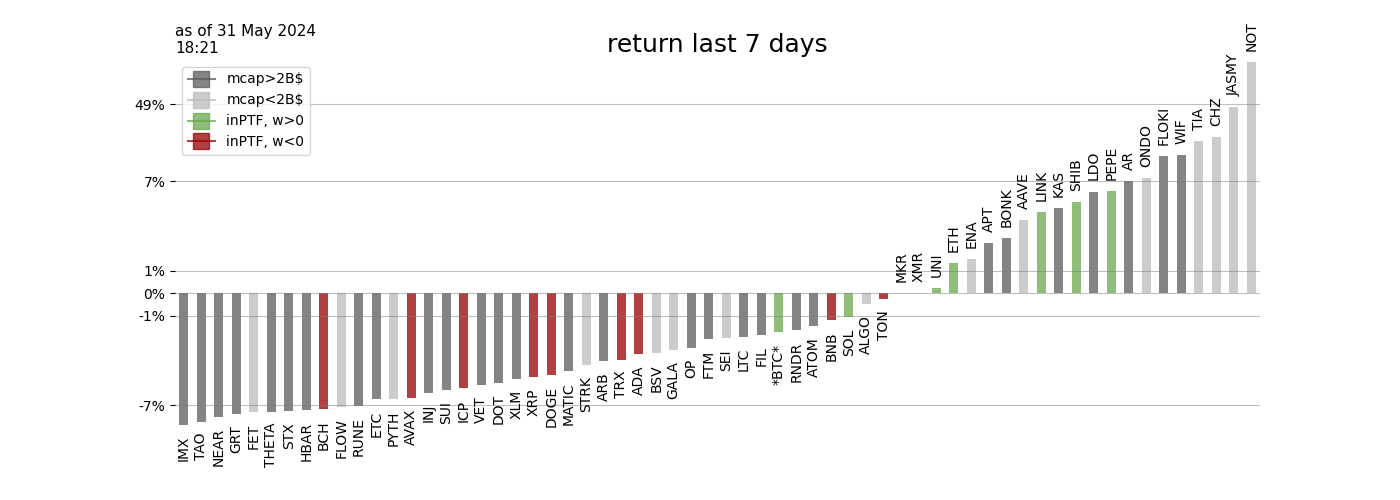 as of 31 May 2024
18:21
return last 7 days
mcap>2B$
mcap<2B$
inPTF, w>0
inPTF, w<0
49%
7%
1%
0%
-1%
-7%
IMX
TAO
NEAR
GRT
FET
THETA
STX
HBAR
BCH
FLOW
RUNE
ETC
PYTH
AVAX
INJ
SUI
ICP
VET
DOT
XLM
XRP
DOGE
MATIC
STRK
ARB
TRX
ADA
BSV
GALA
OP
FTM
SEI
LTC
FIL
*BTC*
RNDR
ATOM
BNB
SOL
ALGO
TON
MKR
XMR
UNI
ETH
ENA
APT
BONK
AAVE
LINK
KAS
SHIB
LDO
PEPE
AR
ONDO
FLOKI
WIF
TIA
CHZ
JASMY
NOT